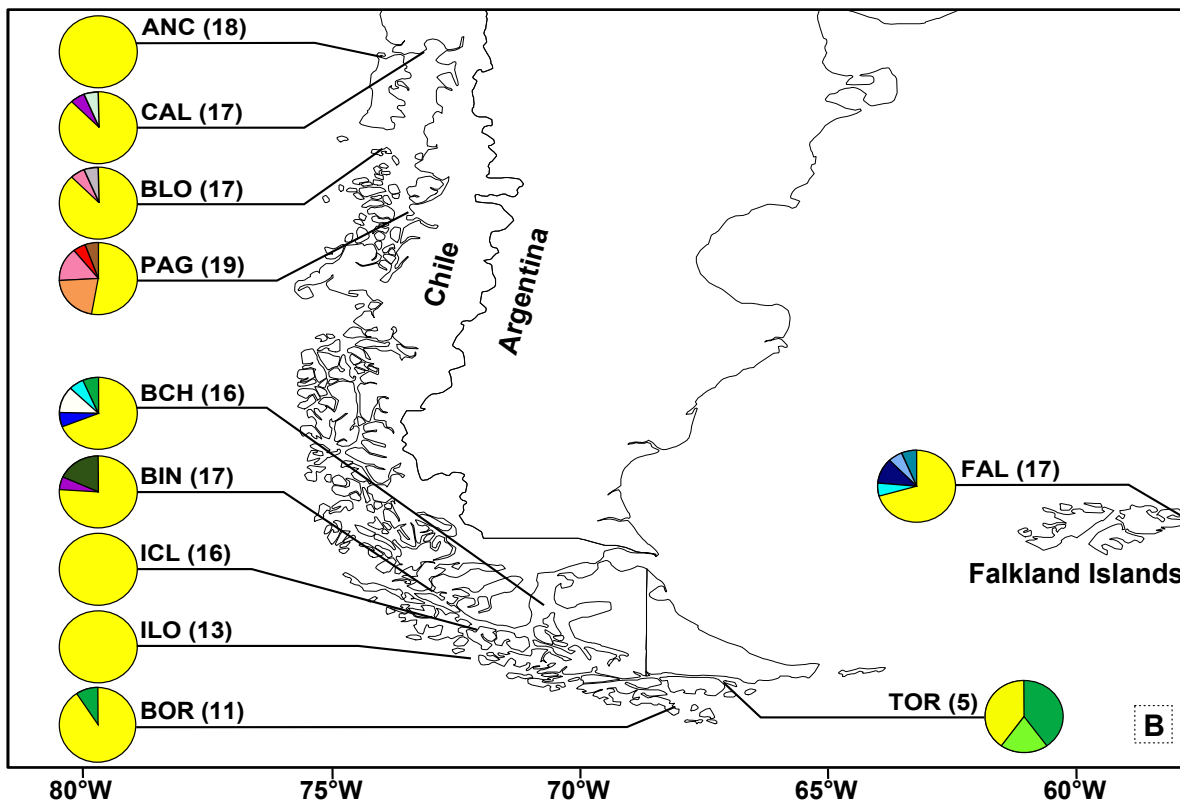 ANC (18)
CAL (17)
BLO (17)
PAG (19)
Chile
Argentina
BCH (16)
BIN (17)
FAL (17)
ICL (16)
Falkland Islands
ILO (13)
BOR (11)
TOR (5)
B
80°W 75°W 70°W 65°W 60°W